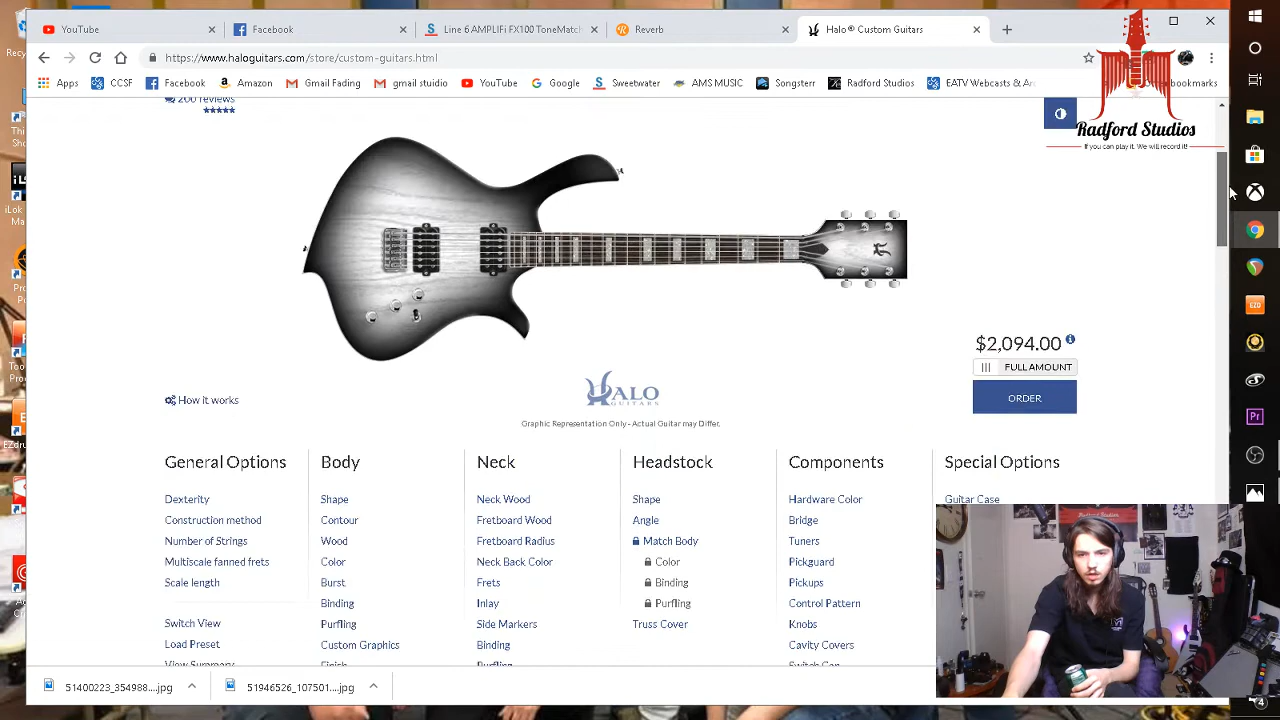 YouTube
Facebook
Line 6 AMPLIFi FX100 ToneMatch
Reverb
Halo® Custom Guitars
https://www.haloguitars.com/store/custom-guitars.html
Apps
CCSF
Facebook
Amazon
Gmail Fading
gmail studio
YouTube
Google
Sweetwater
AMS MUSIC
Songsterr
Radford Studios
EATV Webcasts & Ar
bookmarks
Radford Studios
If you can play it. We will record it!
200 reviews
$2,094.00
FULL AMOUNT
ORDER
How it works
HALO
GUITARS
Graphic Representation Only - Actual Guitar may Differ.
General Options
Dexterity
Construction method
Number of Strings
Multiscale fanned frets
Scale length
Switch View
Load Preset
View Summary
Body
Shape
Contour
Wood
Color
Burst
Binding
Purfling
Custom Graphics
Finish
Neck
Neck Wood
Fretboard Wood
Fretboard Radius
Neck Back Color
Frets
Inlay
Side Markers
Binding
Purfling
Headstock
Shape
Angle
Match Body
Color
Binding
Purfling
Truss Cover
Components
Hardware Color
Bridge
Tuners
Pickguard
Pickups
Control Pattern
Knobs
Cavity Covers
Switch Cap
Special Options
Guitar Case
51400223_354988....jpg
51946526_107501....jpg